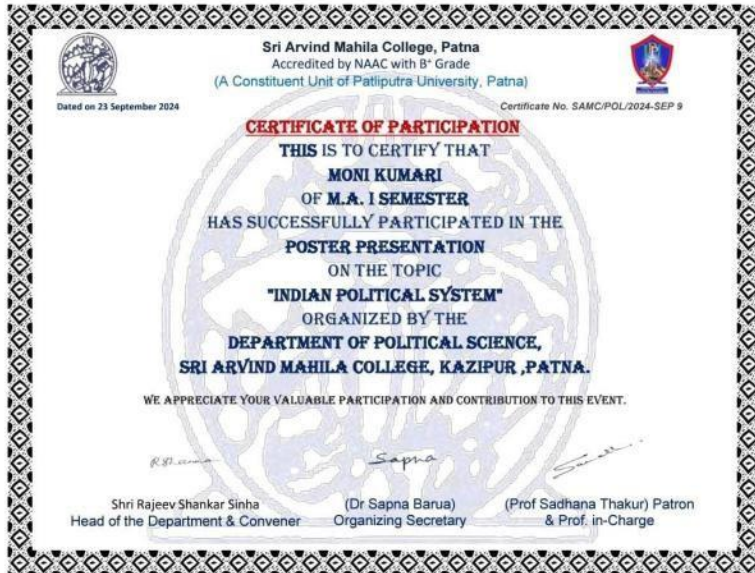 Sri Arvind Mahila College, Patna
Accredited by NAAC with B⁺ Grade
(A Constituent Unit of Patliputra University, Patna)
Dated on 23 September 2024
Certificate No. SAMC/POL/2024-SEP 9
CERTIFICATE OF PARTICIPATION
THIS IS TO CERTIFY THAT
MONI KUMARI
OF M.A. I SEMESTER
HAS SUCCESSFULLY PARTICIPATED IN THE
POSTER PRESENTATION
ON THE TOPIC
"INDIAN POLITICAL SYSTEM"
ORGANIZED BY THE
DEPARTMENT OF POLITICAL SCIENCE,
SRI ARVIND MAHILA COLLEGE, KAZIPUR ,PATNA.
WE APPRECIATE YOUR VALUABLE PARTICIPATION AND CONTRIBUTION TO THIS EVENT.
Sapna
Shri Rajeev Shankar Sinha
Head of the Department & Convener
(Dr Sapna Barua)
Organizing Secretary
(Prof Sadhana Thakur) Patron
& Prof. in-Charge